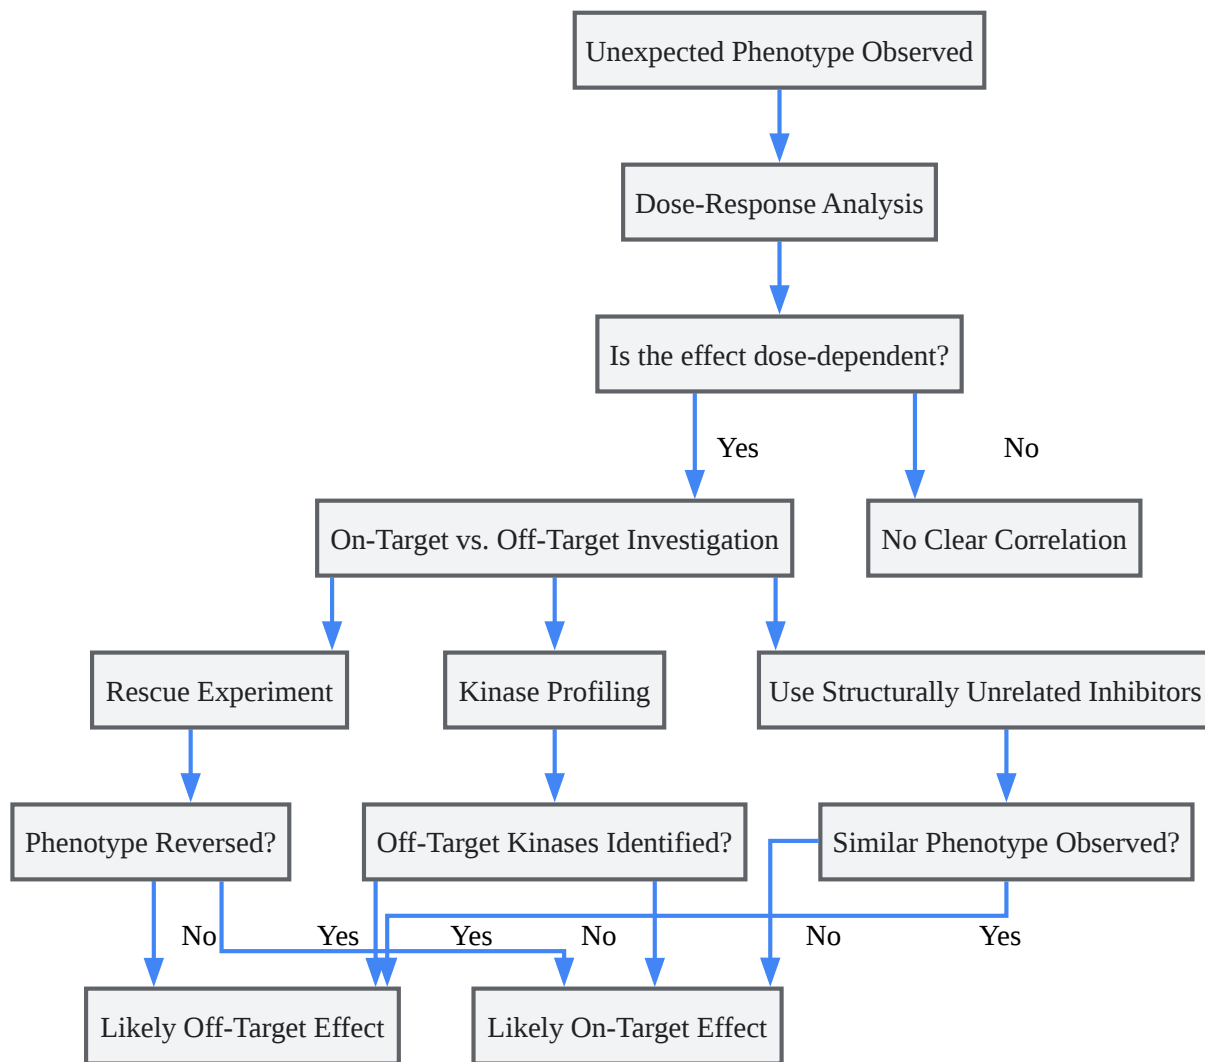 Unexpected Phenotype Observed
Dose-Response Analysis
Is the effect dose-dependent?
Yes
No
On-Target vs. Off-Target Investigation
No Clear Correlation
Rescue Experiment
Kinase Profiling
Use Structurally Unrelated Inhibitors
Phenotype Reversed?
Off-Target Kinases Identified?
Similar Phenotype Observed?
No
Yes
Yes
No
No
Yes
Likely Off-Target Effect
Likely On-Target Effect